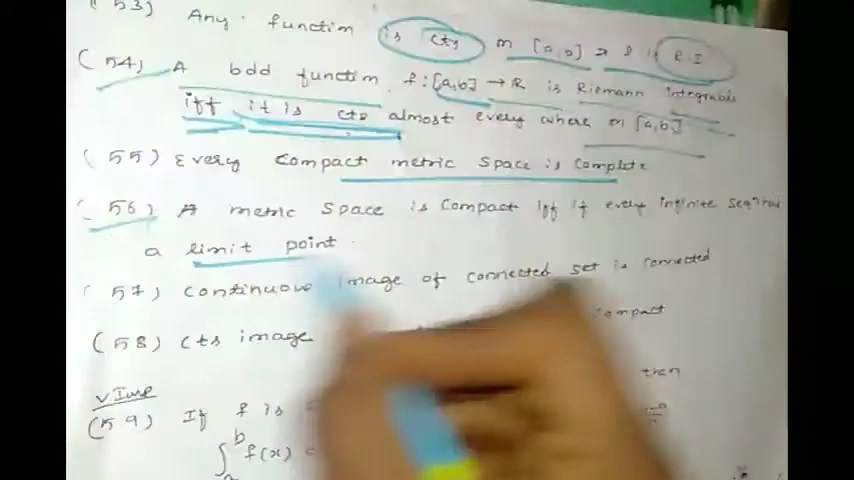 (53) Any function is cts on [a,b] ⇒ f is R.I
(54) A bdd function f:[a,b] → R is Riemann Integrable
iff it is cts almost every where on [a,b]
(55) Every compact metric space is complete
(56) A metric space is compact iff if every infinite seqn has
a limit point
(57) continuous image of connected set is connected
(58) cts image compact
vImp then
(59) If f is
∫ b f(x)